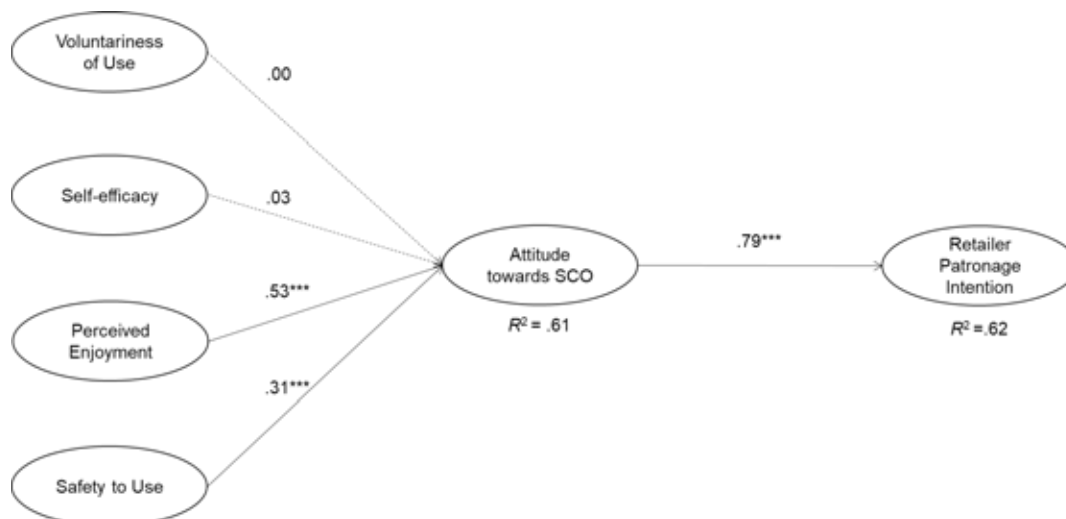 Voluntariness
of Use
.00
Self-efficacy
.03
Attitude
towards SCO
.79***
Retailer
Patronage
Intention
R² = .61
R² =.62
.53***
Perceived
Enjoyment
.31***
Safety to Use